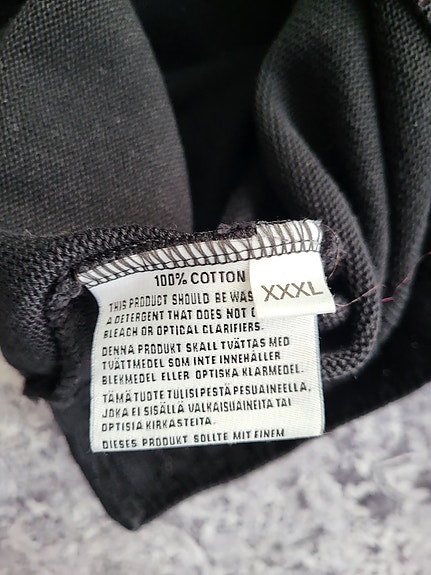 100% COTTON
XXXL
THIS PRODUCT SHOULD BE WAS
A DETERGENT THAT DOES NOT C
BLEACH OR OPTICAL CLARIFIERS.
DENNA PRODUKT SKALL TVÄTTAS MED
TVÄTTMEDEL SOM INTE INNEHÅLLER
BLEKMEDEL ELLER OPTISKA KLARMEDEL.
TÄMÄ TUOTE TULISI PESTÄ PESUAINEELLA,
JOKA EI SISÄLLÄ VALKAISUAINEITA TAI
OPTISIA KIRKASTEITA.
DIESES PRODUKT SOLLTE MIT EINEM